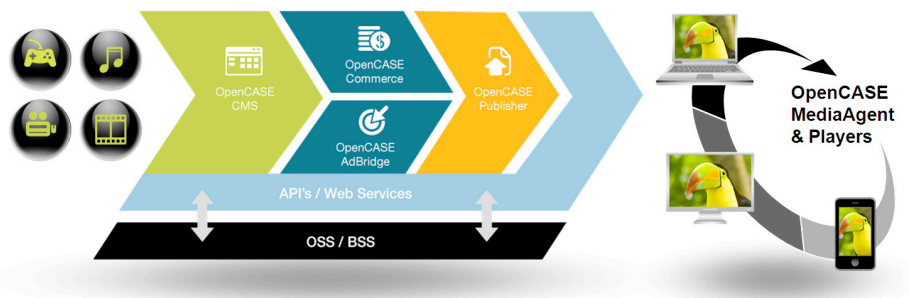 OpenCASE
CMS
OpenCASE
Commerce
OpenCASE
AdBridge
OpenCASE
Publisher
API's / Web Services
OSS / BSS
OpenCASE
MediaAgent
& Players